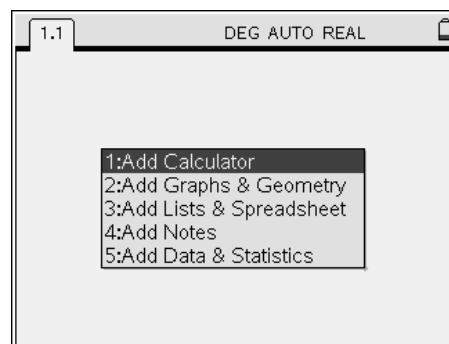 1.1 DEG AUTO REAL
1:Add Calculator
2:Add Graphs & Geometry
3:Add Lists & Spreadsheet
4:Add Notes
5:Add Data & Statistics